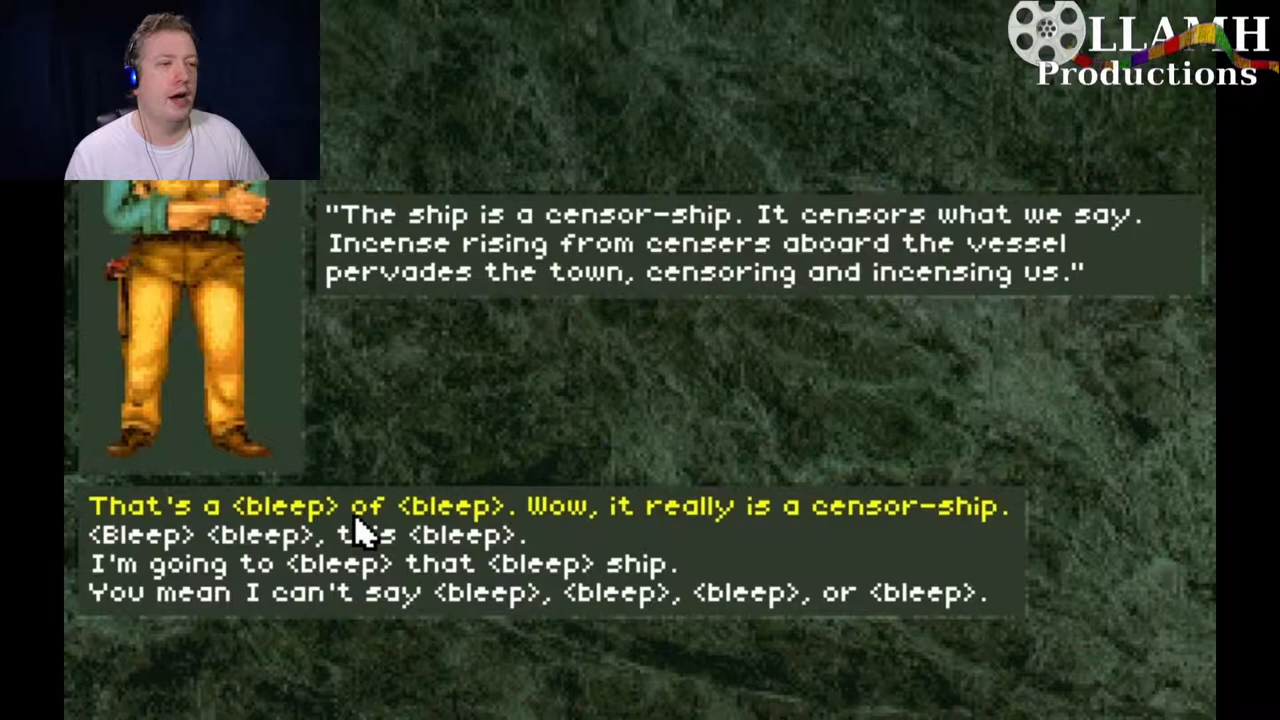 LLAMH
Productions
"The ship is a censor-ship. It censors what we say.
Incense rising from censers aboard the vessel
pervades the town, censoring and incensing us."
That's a <bleep> of <bleep>. Wow, it really is a censor-ship.
<Bleep> <bleep>, this <bleep>.
I'm going to <bleep> that <bleep> ship.
You mean I can't say <bleep>, <bleep>, <bleep>, or <bleep>.